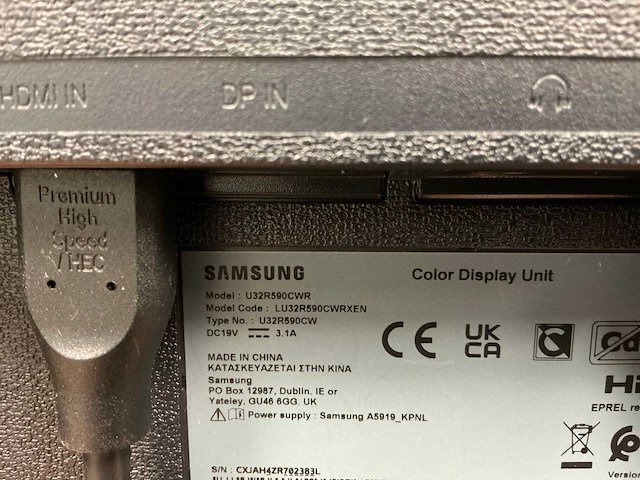 HDMI IN DP IN
Premium
High
Speed
/HEC
SAMSUNG Color Display Unit
Model : U32R590CWR
Model Code : LU32R590CWRXEN
Type No. : U32R590CW
DC19V 3.1A
CE UK
CA
MADE IN CHINA
ΚΑΤΑΣΚΕΥΑΖΕΤΑΙ ΣΤΗΝ ΚΙΝΑ
Samsung
PO Box 12987, Dublin. IE or
Yateley, GU46 6GG. UK
Power supply : Samsung A5919_KPNL
EPREL
S/N : CXJAH4ZR702383L